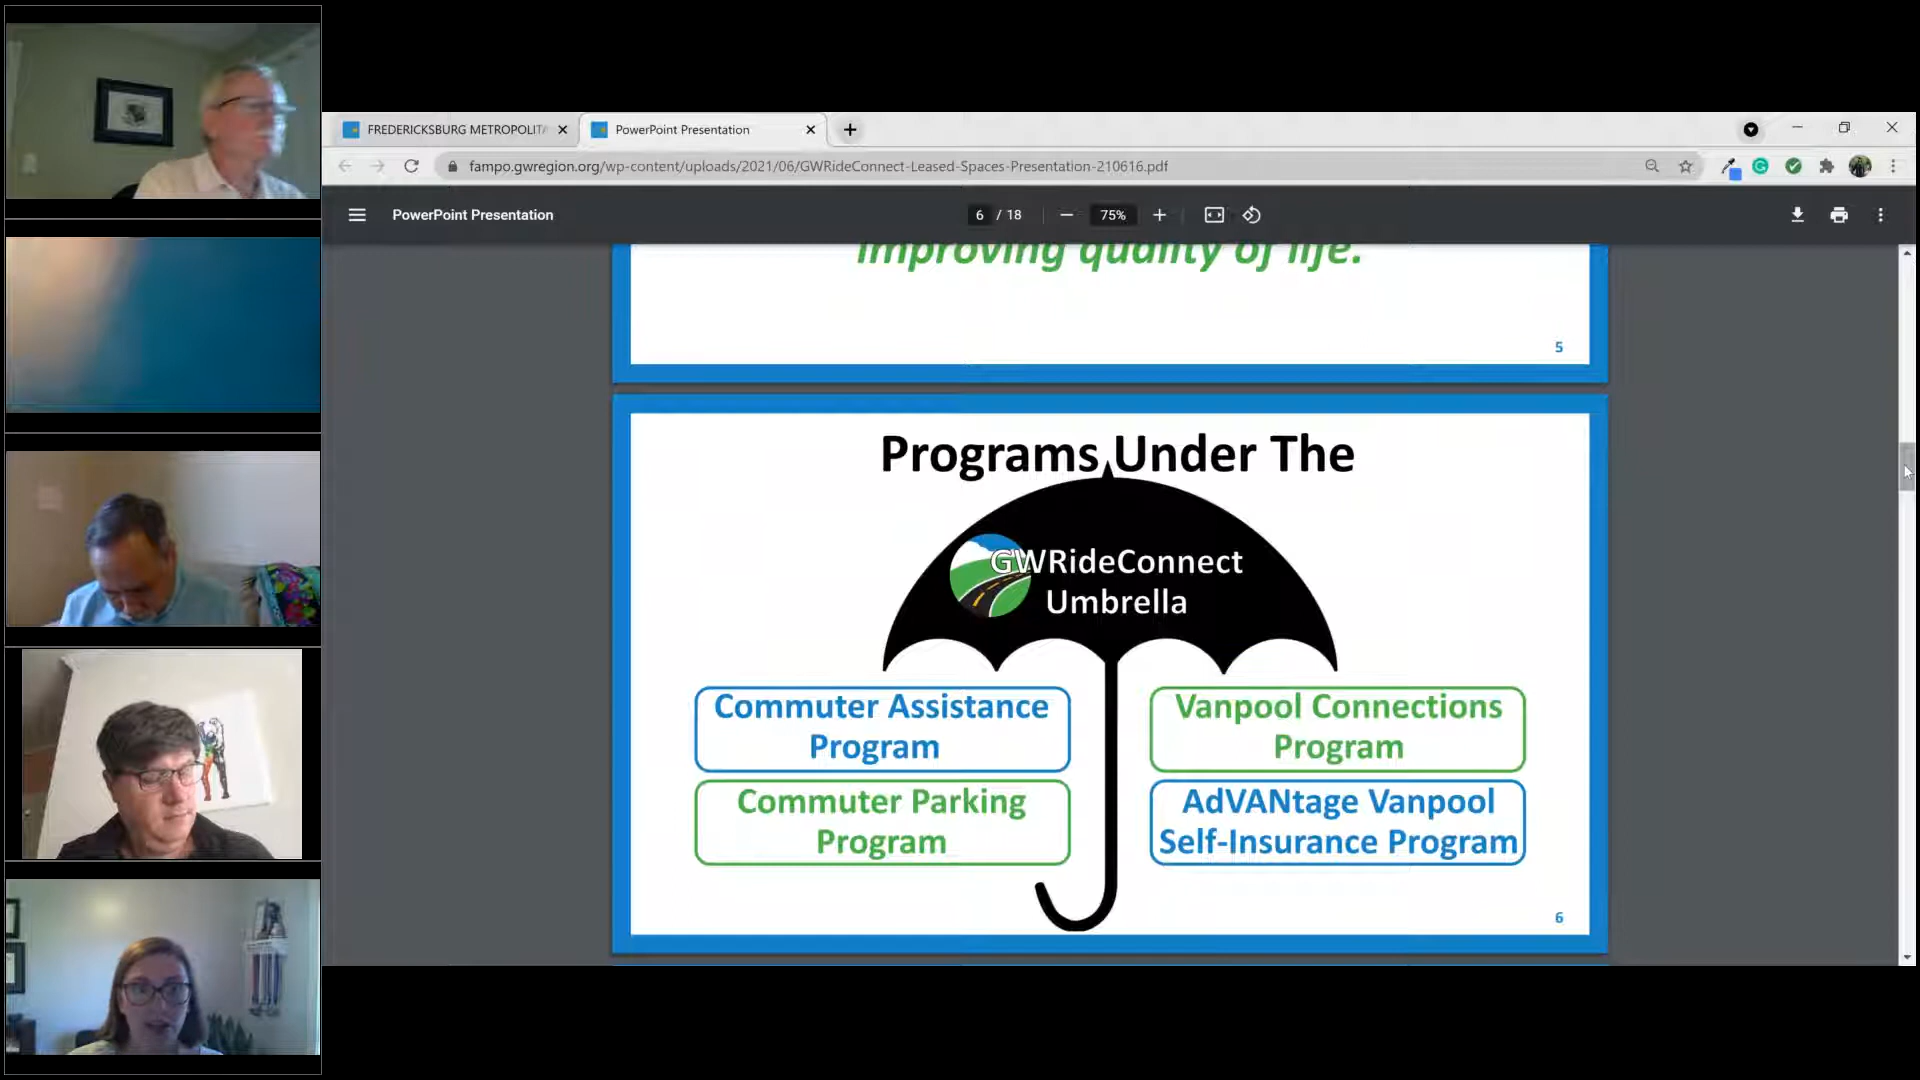 FREDERICKSBURG METROPOLITA
PowerPoint Presentation
fampo.gwregion.org/wp-content/uploads/2021/06/GWRideConnect-Leased-Spaces-Presentation-210616.pdf
PowerPoint Presentation
6 / 18
75%
improving quality of life.
5
Programs Under The
GWRideConnect
Umbrella
Commuter Assistance
Program
Vanpool Connections
Program
Commuter Parking
Program
AdVANtage Vanpool
Self-Insurance Program
6